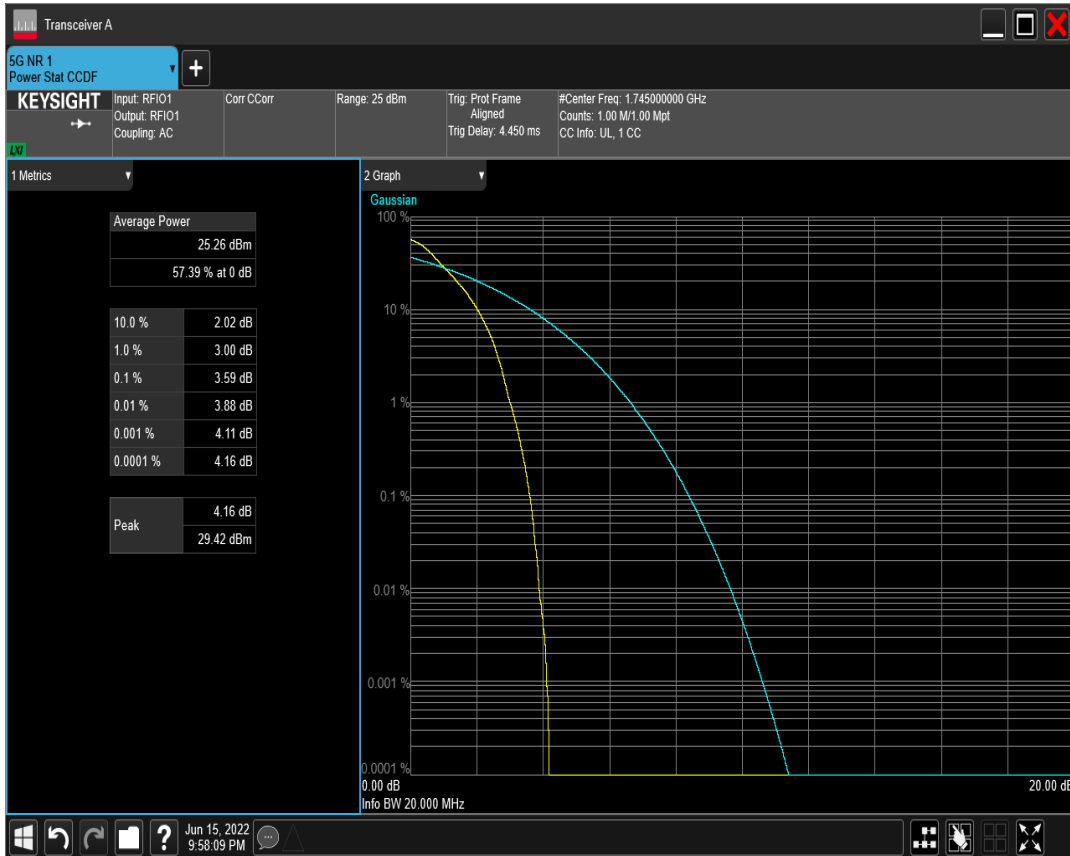 Transceiver A
5G NR 1
Power Stat CCDF
+
KEYSIGHT
LXI
Input: RFIO1
Output: RFIO1
Coupling: AC
Corr CCorr
Range: 25 dBm
Trig: Prot Frame
Aligned
Trig Delay: 4.450 ms
#Center Freq: 1.745000000 GHz
Counts: 1.00 M/1.00 Mpt
CC Info: UL, 1 CC
1 Metrics
Average Power
25.26 dBm
57.39 % at 0 dB
10.0 % 2.02 dB
1.0 % 3.00 dB
0.1 % 3.59 dB
0.01 % 3.88 dB
0.001 % 4.11 dB
0.0001 % 4.16 dB
Peak 4.16 dB
29.42 dBm
2 Graph
Gaussian
100 %
10 %
1 %
0.1 %
0.01 %
0.001 %
0.0001 %
0.00 dB 20.00 dB
Info BW 20.000 MHz
? Jun 15, 2022
9:58:09 PM